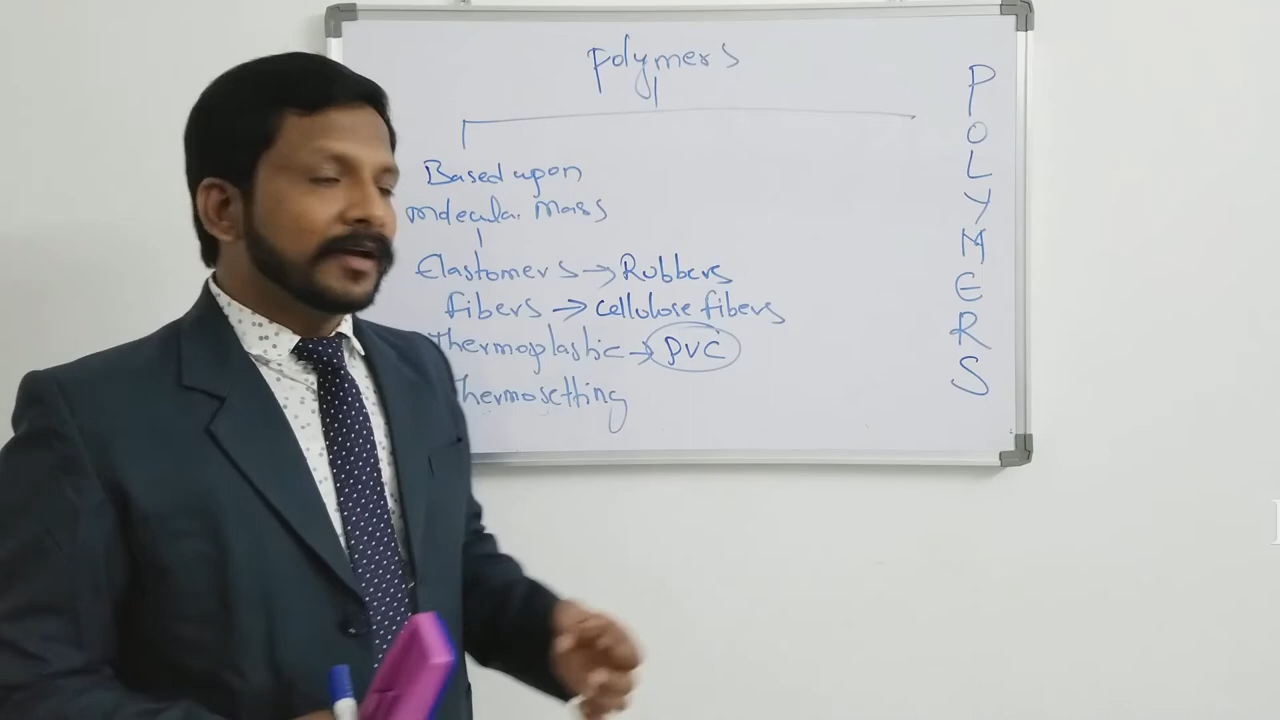 polymers
Based upon
molecular mass
Elastomers → Rubbers
fibers → cellulose fibers
Thermoplastic → PVC
Thermosetting
POLYMERS